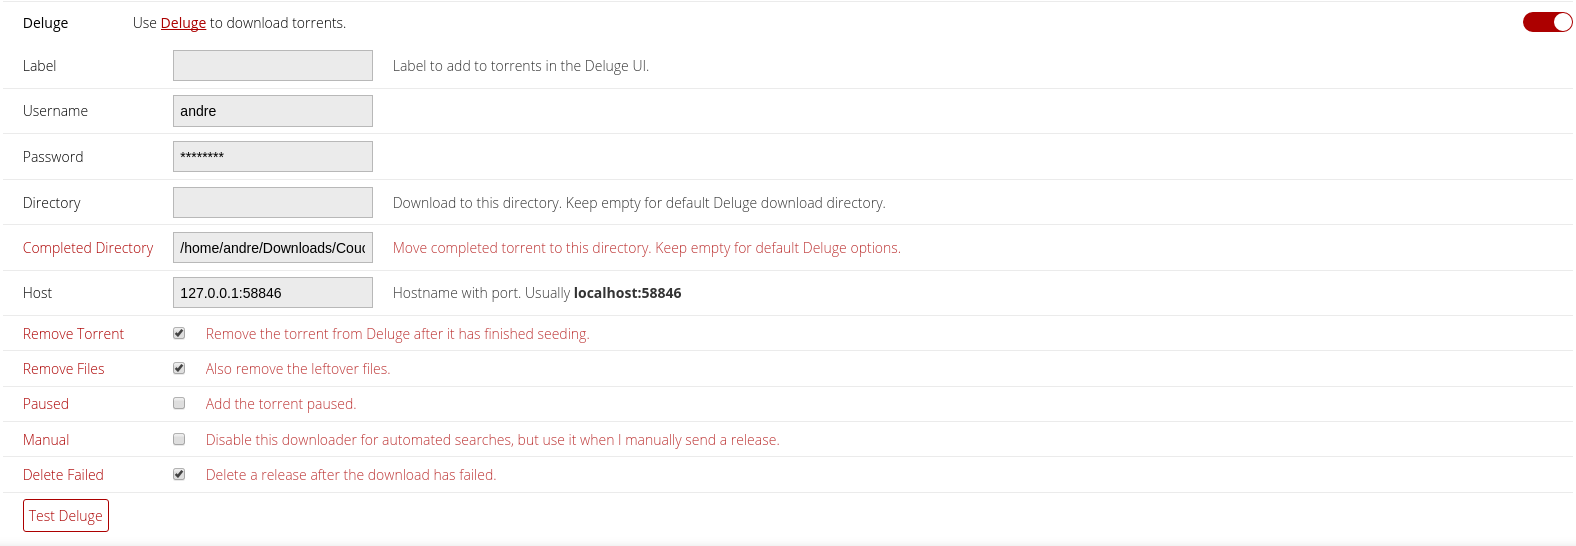 Deluge Use Deluge to download torrents.
Label Label to add to torrents in the Deluge UI.
Username andre
Password ********
Directory Download to this directory. Keep empty for default Deluge download directory.
Completed Directory /home/andre/Downloads/Couc Move completed torrent to this directory. Keep empty for default Deluge options.
Host 127.0.0.1:58846 Hostname with port. Usually localhost:58846
Remove Torrent Remove the torrent from Deluge after it has finished seeding.
Remove Files Also remove the leftover files.
Paused Add the torrent paused.
Manual Disable this downloader for automated searches, but use it when I manually send a release.
Delete Failed Delete a release after the download has failed.
Test Deluge